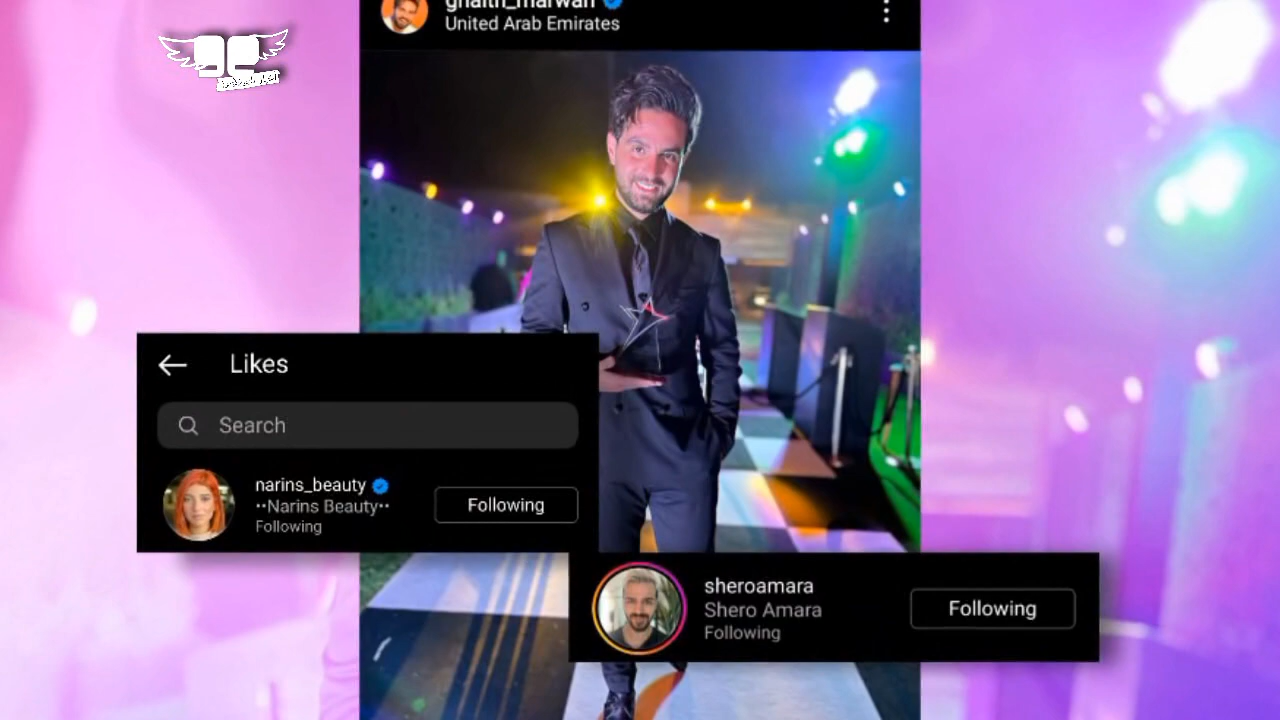 ghaith_marwan
United Arab Emirates
Likes
Search
narins_beauty
••Narins Beauty••
Following
Following
sheroamara
Shero Amara
Following
Following